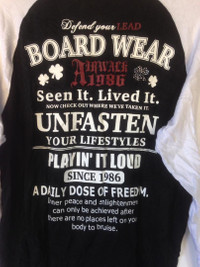 Defend your LEAD
BOARD WEAR
AIRWALK
1986
Seen It. Lived It.
NOW CHECK OUT WHERE WE'VE TAKEN IT.
UNFASTEN
YOUR LIFESTYLES
PLAYIN' IT LOUD
SINCE 1986
A DAILY DOSE OF FREEDOM.
Inner peace and enlightenment
can only be achieved after
there are no places left on your
body to bruise.